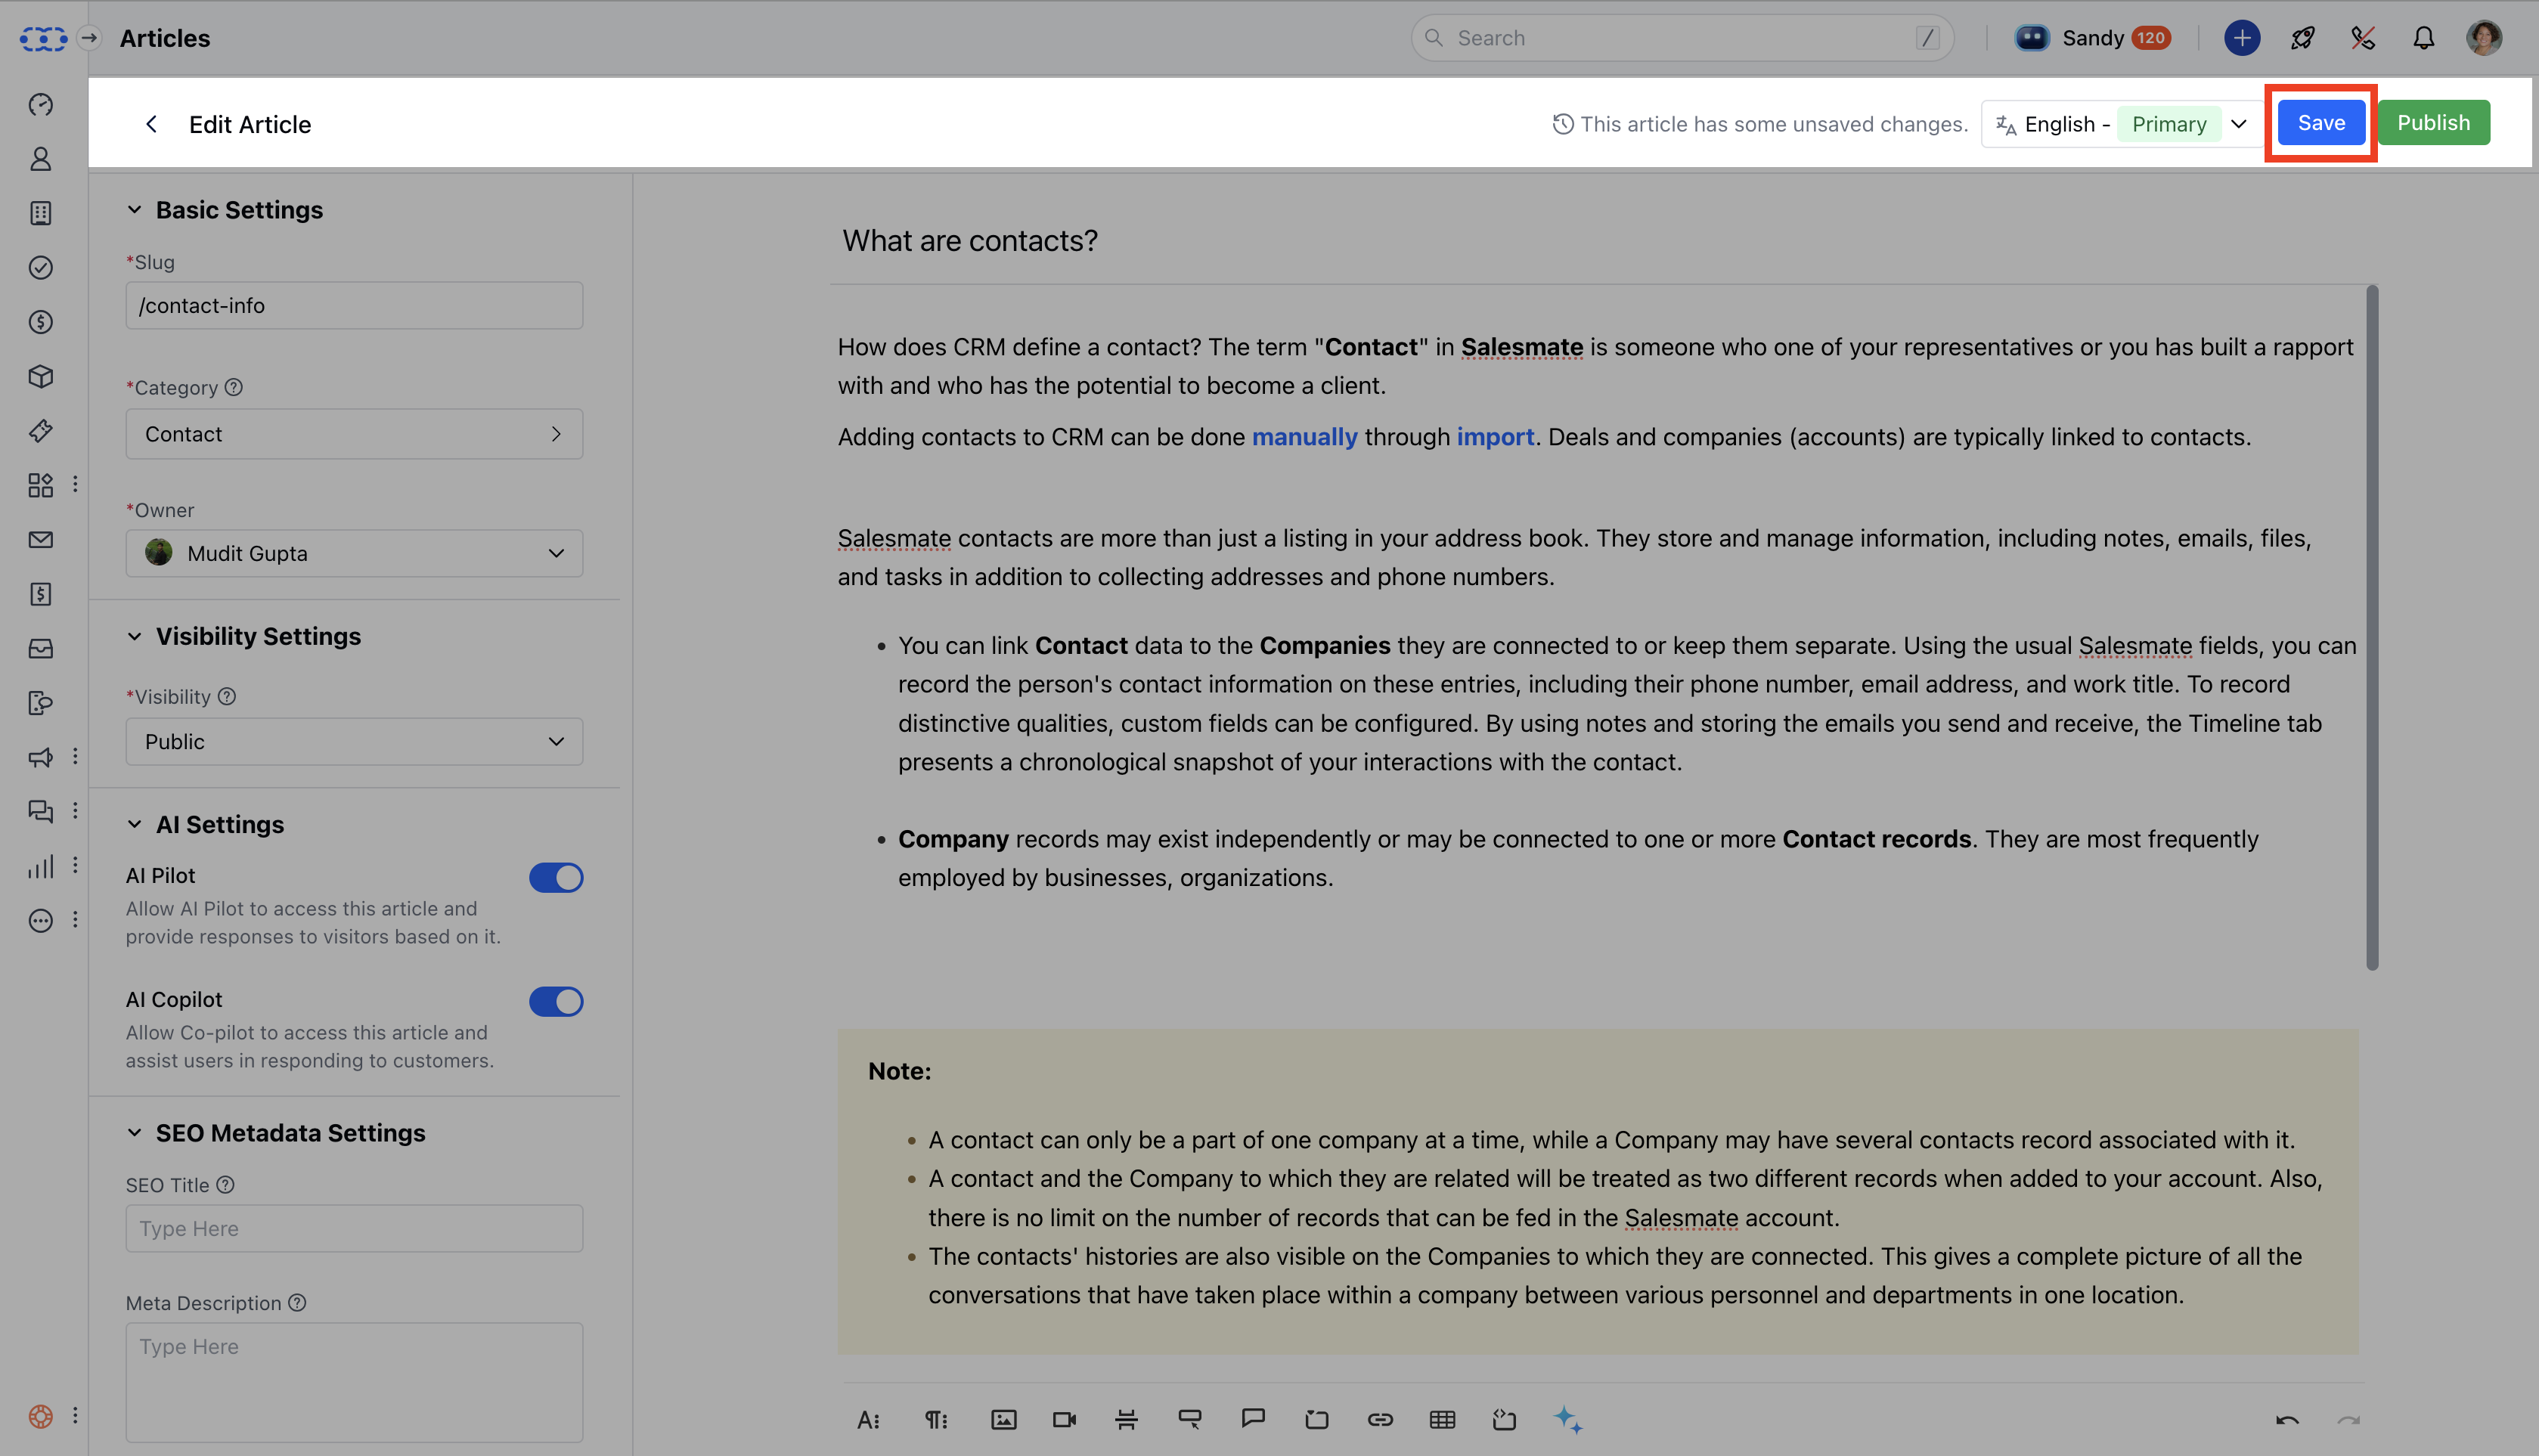 Articles
Search
/
Sandy 120
Edit Article
This article has some unsaved changes.
English - Primary
Save
Publish
Basic Settings
*Slug
/contact-info
*Category
Contact
*Owner
Mudit Gupta
Visibility Settings
*Visibility
Public
AI Settings
AI Pilot
Allow AI Pilot to access this article and
provide responses to visitors based on it.
AI Copilot
Allow Co-pilot to access this article and
assist users in responding to customers.
SEO Metadata Settings
SEO Title
Type Here
Meta Description
Type Here
What are contacts?
How does CRM define a contact? The term "Contact" in Salesmate is someone who one of your representatives or you has built a rapport
with and who has the potential to become a client.
Adding contacts to CRM can be done manually through import. Deals and companies (accounts) are typically linked to contacts.
Salesmate contacts are more than just a listing in your address book. They store and manage information, including notes, emails, files,
and tasks in addition to collecting addresses and phone numbers.
• You can link Contact data to the Companies they are connected to or keep them separate. Using the usual Salesmate fields, you can
record the person's contact information on these entries, including their phone number, email address, and work title. To record
distinctive qualities, custom fields can be configured. By using notes and storing the emails you send and receive, the Timeline tab
presents a chronological snapshot of your interactions with the contact.
• Company records may exist independently or may be connected to one or more Contact records. They are most frequently
employed by businesses, organizations.
Note:
• A contact can only be a part of one company at a time, while a Company may have several contacts record associated with it.
• A contact and the Company to which they are related will be treated as two different records when added to your account. Also,
there is no limit on the number of records that can be fed in the Salesmate account.
• The contacts' histories are also visible on the Companies to which they are connected. This gives a complete picture of all the
conversations that have taken place within a company between various personnel and departments in one location.